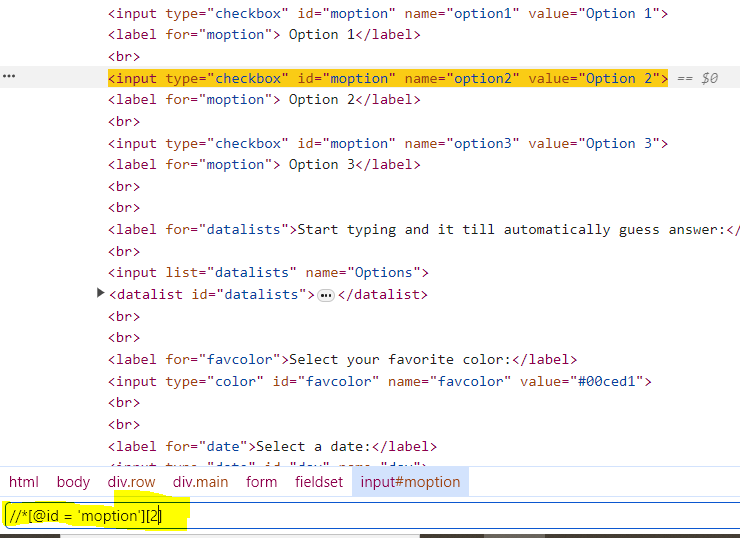 <input type="checkbox" id="moption" name="option1" value="Option 1">
<label for="moption"> Option 1</label>
<br>
••• <input type="checkbox" id="moption" name="option2" value="Option 2"> == $0
<label for="moption"> Option 2</label>
<br>
<input type="checkbox" id="moption" name="option3" value="Option 3">
<label for="moption"> Option 3</label>
<br>
<br>
<label for="datalists">Start typing and it till automatically guess answer:</
<br>
<input list="datalists" name="Options">
<datalist id="datalists">•••</datalist>
<br>
<br>
<label for="favcolor">Select your favorite color:</label>
<input type="color" id="favcolor" name="favcolor" value="#00ced1">
<br>
<br>
<label for="date">Select a date:</label>
html body div.row div.main form fieldset input#moption
//*[@id = 'moption'][2]